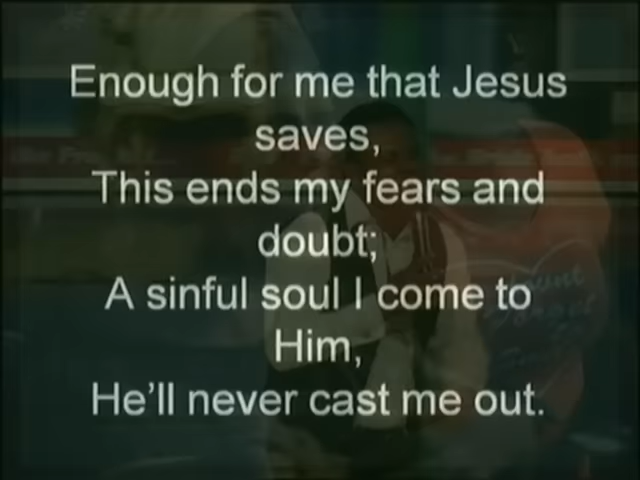 Enough for me that Jesus
saves,
This ends my fears and
doubt;
A sinful soul I come to
Him,
He'll never cast me out.